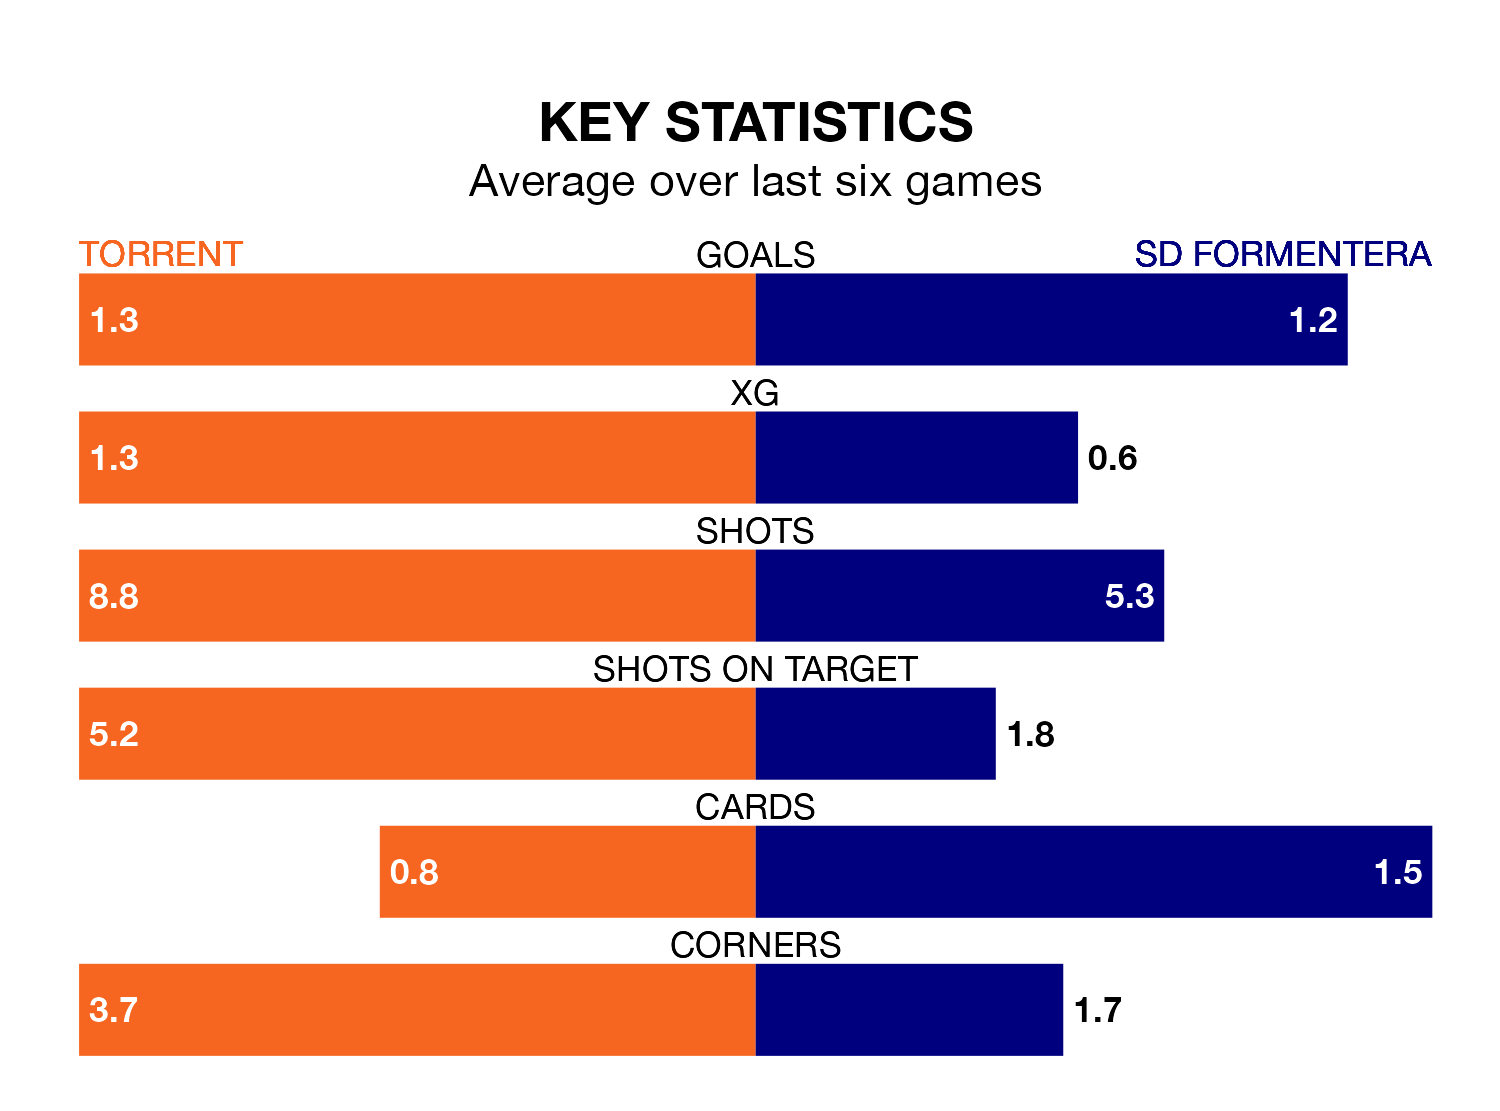 KEY STATISTICS
Average over last six games
TORRENT GOALS SD FORMENTERA
1.3 1.2
XG
1.3 0.6
SHOTS
8.8 5.3
SHOTS ON TARGET
5.2 1.8
CARDS
0.8 1.5
CORNERS
3.7 1.7